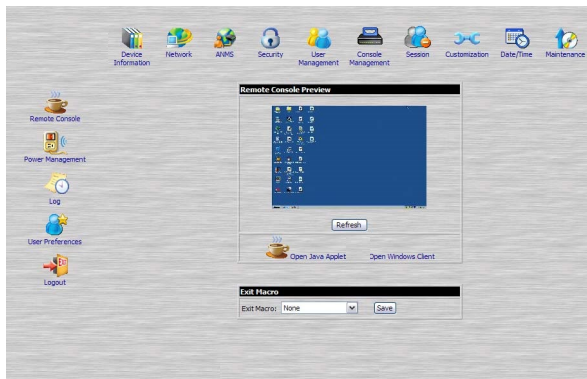 Device Information
Network
ANMS
Security
User Management
Console Management
Session
Customization
Date/Time
Maintenance
Remote Console
Power Management
Log
User Preferences
Logout
Remote Console Preview
Refresh
Open Java Applet
Open Windows Client
Exit Macro
Exit Macro: None
Save